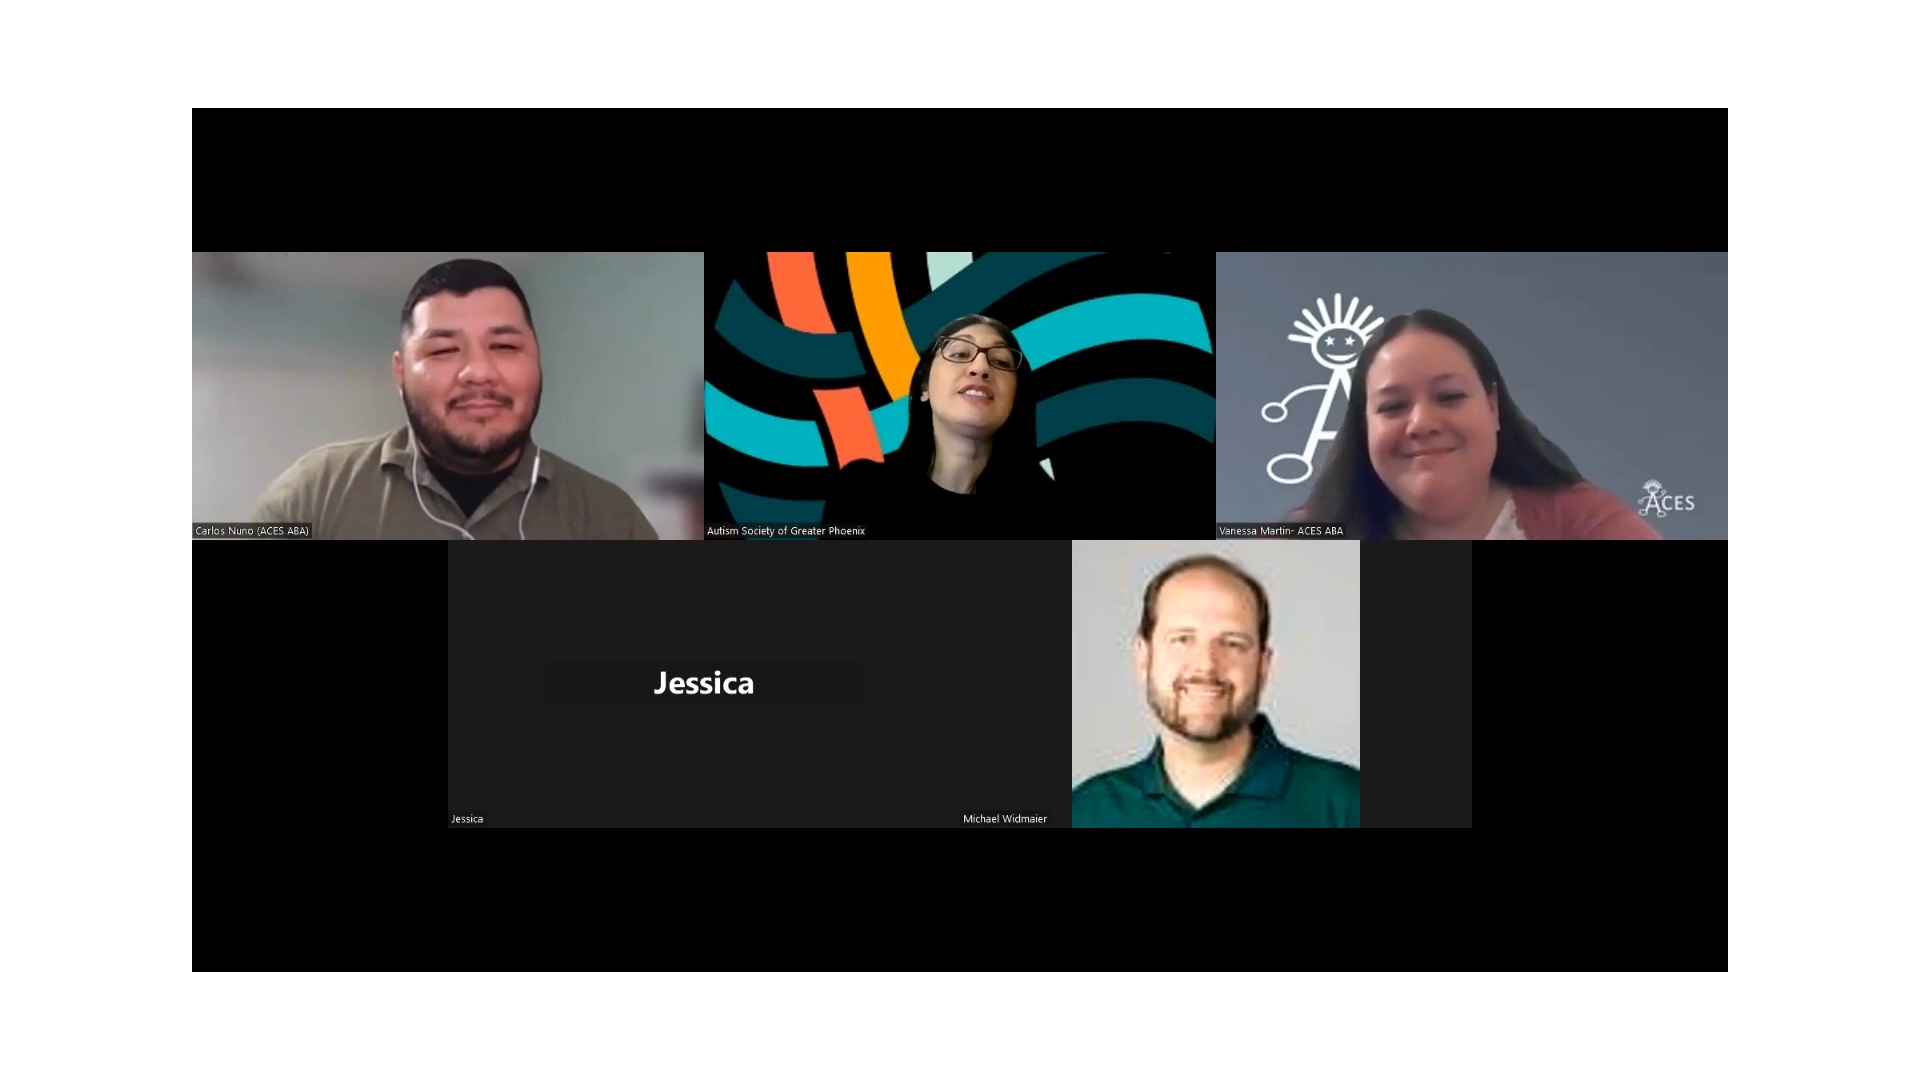 Carlos Nuno (ACES ABA)
Autism Society of Greater Phoenix
ACES
Vanessa Martin- ACES ABA
Jessica
Jessica
Michael Widmaier